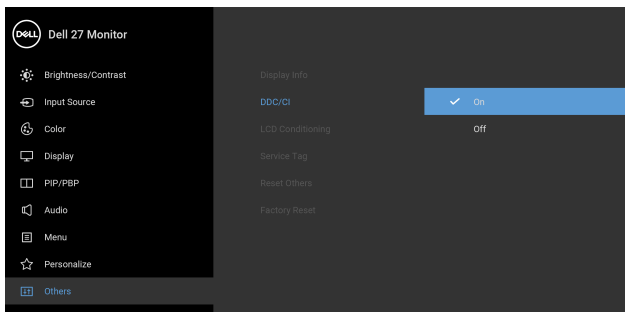 DELL Dell 27 Monitor
Brightness/Contrast
Input Source
Color
Display
PIP/PBP
Audio
Menu
Personalize
Others
Display Info
DDC/CI
LCD Conditioning
Service Tag
Reset Others
Factory Reset
On
Off